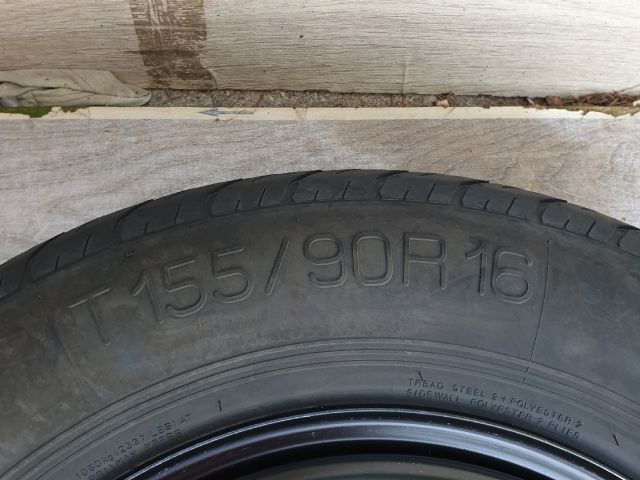 T155/90R16
TREAD STEEL 2+POLYESTER 2
SIDEWALL POLYESTER 2 PLIES